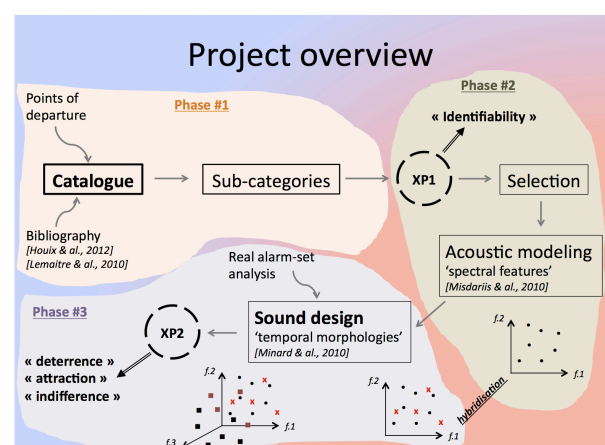 Project overview
Phase #2
Points of
departure
Phase #1
« Identifiability »
Catalogue
Sub-categories
XP1
Selection
Bibliography
[Houix & al., 2012]
[Lemaitre & al., 2010]
Real alarm-set
analysis
Acoustic modeling
'spectral features'
[Misdariis & al., 2010]
Phase #3
XP2
Sound design
'temporal morphologies'
[Minard & al., 2010]
« deterrence »
« attraction »
« indifference »
f.2
f.1
hybridisation
f.2
x
x
x
x
x
f.1
f.2
x
x
x
x
x
f.1
f.3